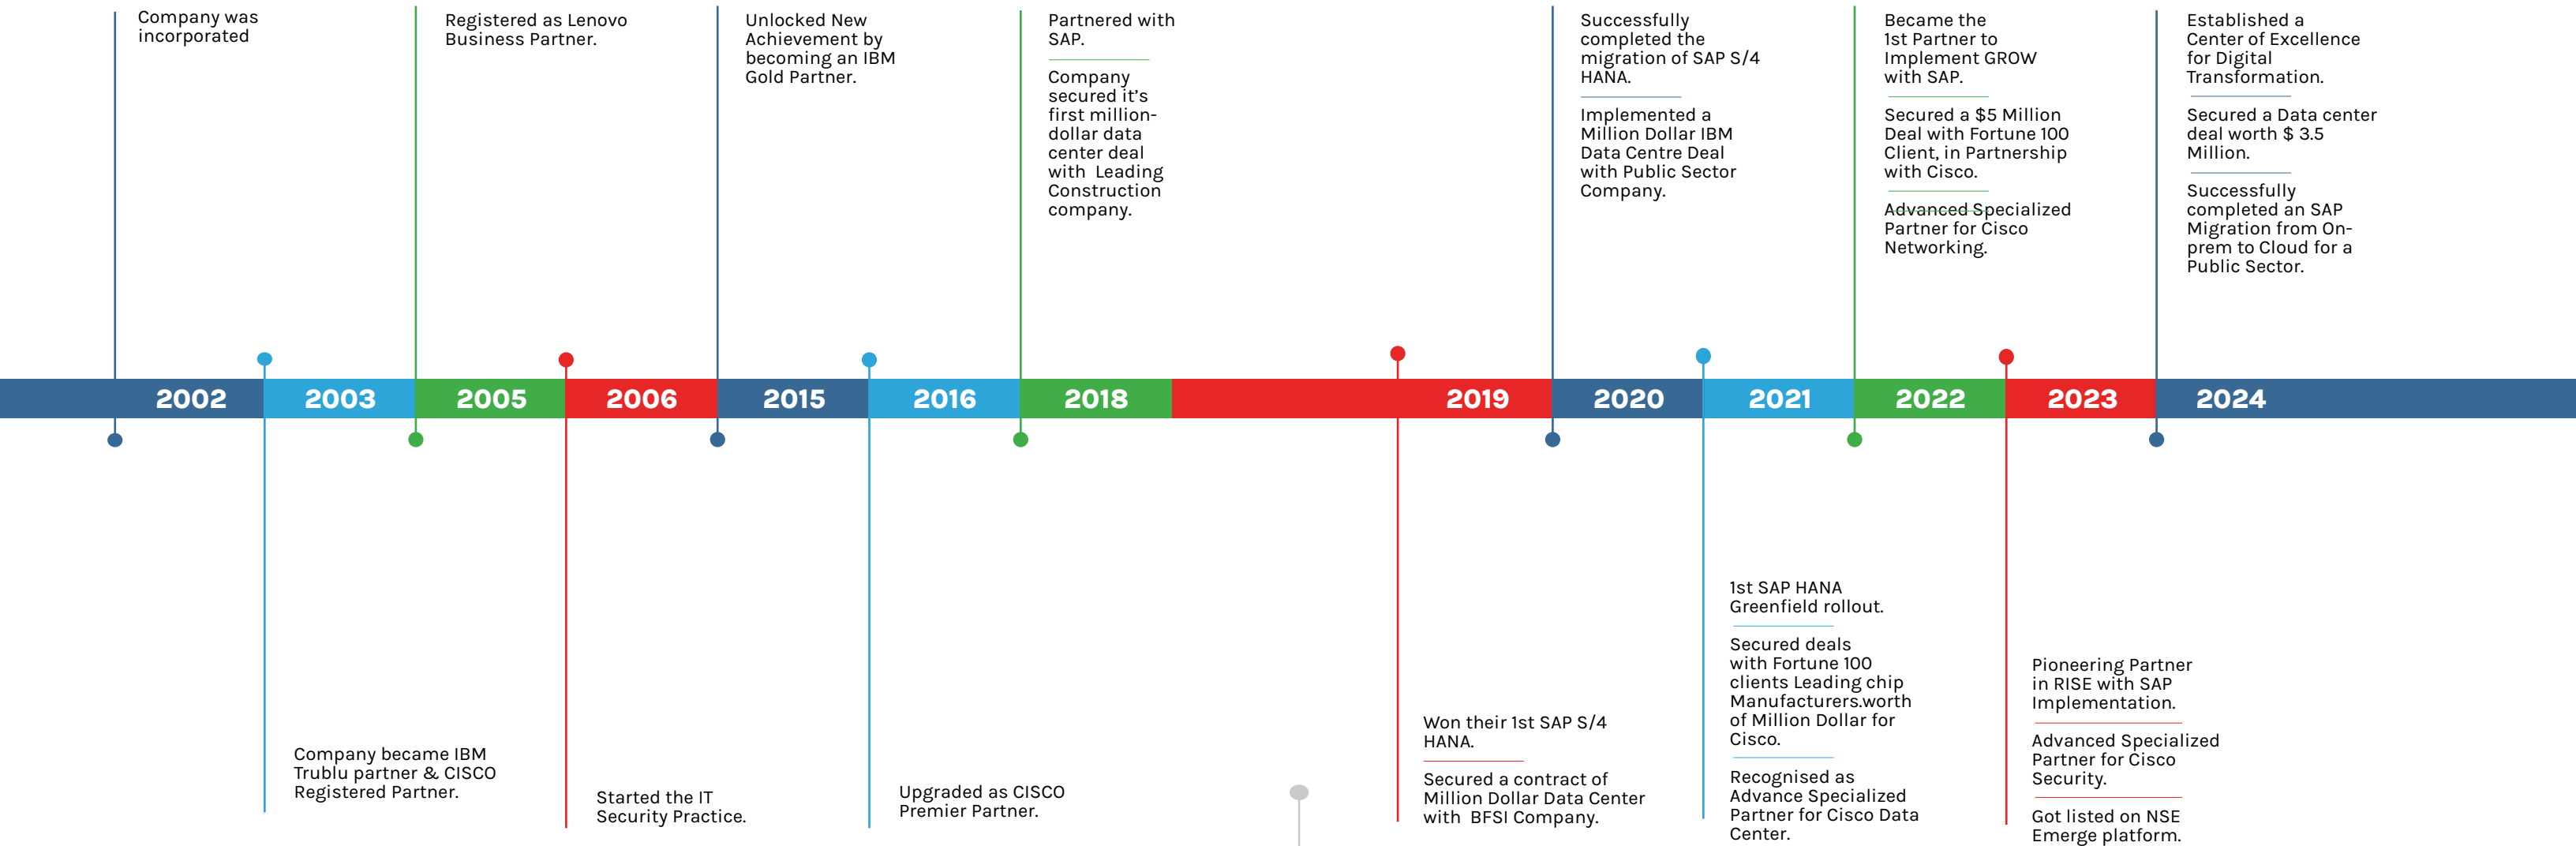 Company was
incorporated
Registered as Lenovo
Business Partner.
Unlocked New
Achievement by
becoming an IBM
Gold Partner.
Partnered with
SAP.
Company
secured it’s
first million-
dollar data
center deal
with  Leading
Construction
company.
Successfully
completed the
migration of SAP S/4
HANA.
Implemented a
Million Dollar IBM
Data Centre Deal
with Public Sector
Company.
Became the
1st Partner to
Implement GROW
with SAP.
Secured a $5 Million
Deal with Fortune 100
Client, in Partnership
with Cisco.
Advanced Specialized
Partner for Cisco
Networking.
Established a
Center of Excellence
for Digital
Transformation.
Secured a Data center
deal worth $ 3.5
Million.
Successfully
completed an SAP
Migration from On-
prem to Cloud for a
Public Sector.
2002 2003 2005 2006 2015 2016 2018 2019 2020 2021 2022 2023 2024
Company became IBM
Trublu partner & CISCO
Registered Partner.
Started the IT
Security Practice.
Upgraded as CISCO
Premier Partner.
Won their 1st SAP S/4
HANA.
Secured a contract of
Million Dollar Data Center
with  BFSI Company.
1st SAP HANA
Greenfield rollout.
Secured deals
with Fortune 100
clients Leading chip
Manufacturers.worth
of Million Dollar for
Cisco.
Recognised as
Advance Specialized
Partner for Cisco Data
Center.
Pioneering Partner
in RISE with SAP
Implementation.
Advanced Specialized
Partner for Cisco
Security.
Got listed on NSE
Emerge platform.